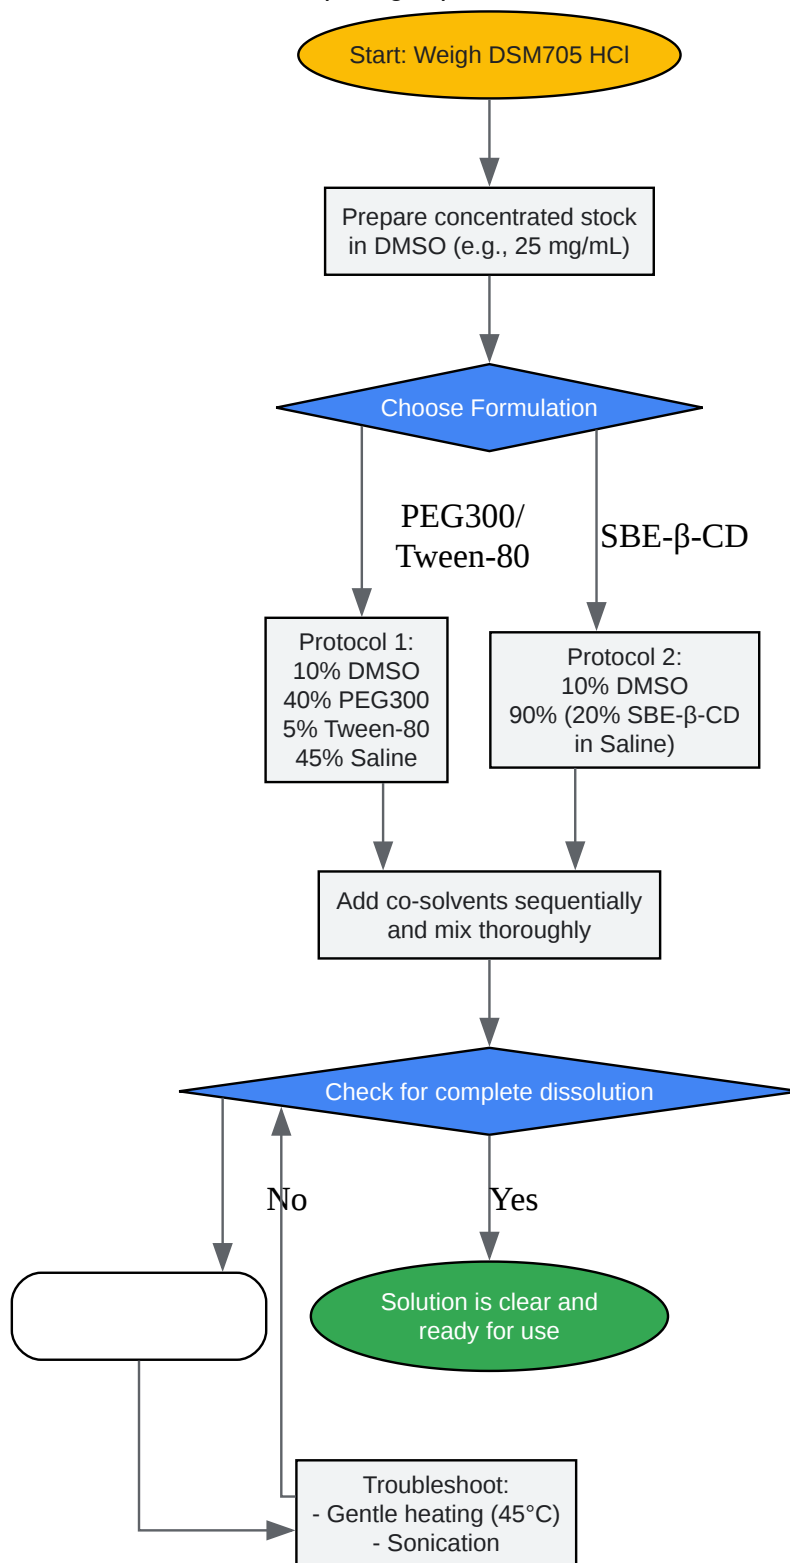 Start: Weigh DSM705 HCl
Prepare concentrated stock
in DMSO (e.g., 25 mg/mL)
Choose Formulation
PEG300/
Tween-80
SBE-β-CD
Protocol 1:
10% DMSO
40% PEG300
5% Tween-80
45% Saline
Protocol 2:
10% DMSO
90% (20% SBE-β-CD
in Saline)
Add co-solvents sequentially
and mix thoroughly
Check for complete dissolution
No
Yes
Solution is clear and
ready for use
Troubleshoot:
- Gentle heating (45°C)
- Sonication